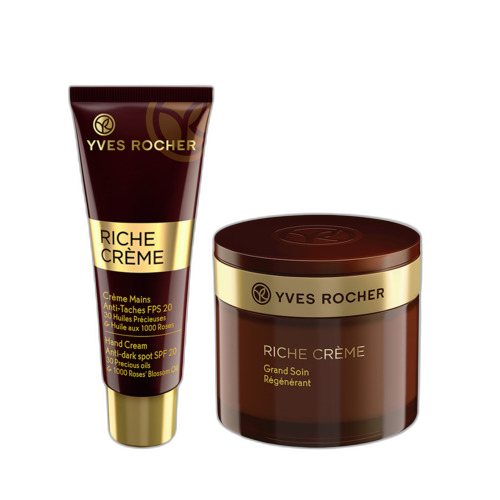 YVES ROCHER
RICHE
CRÈME
Crème Mains
Anti-Taches FPS 20
30 Huiles Précieuses
& Huile aux 1000 Roses
Hand Cream
Anti-dark spot SPF 20
30 Precious oils
& 1000 Roses' Blossom Oil
YVES ROCHER
RICHE CRÈME
Grand Soin
Régénérant